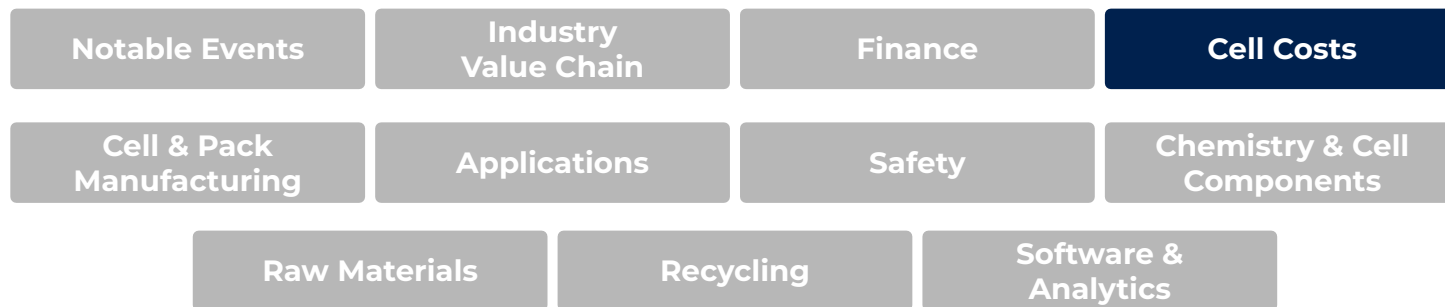 Notable Events
Industry
Value Chain
Finance
Cell Costs
Cell & Pack
Manufacturing
Applications
Safety
Chemistry & Cell
Components
Raw Materials
Recycling
Software &
Analytics